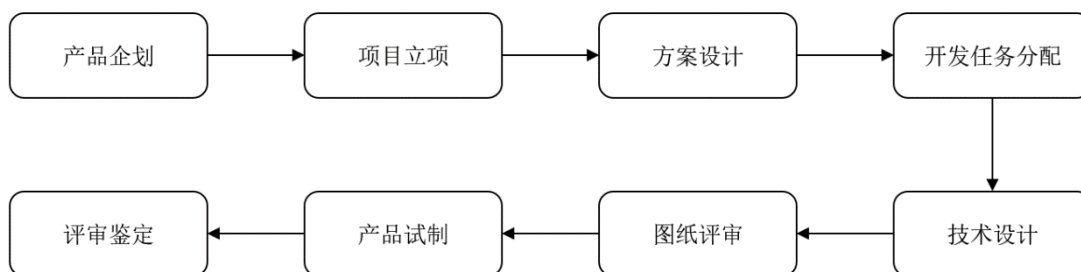 产品企划
项目立项
方案设计
开发任务分配
技术设计
图纸评审
产品试制
评审鉴定